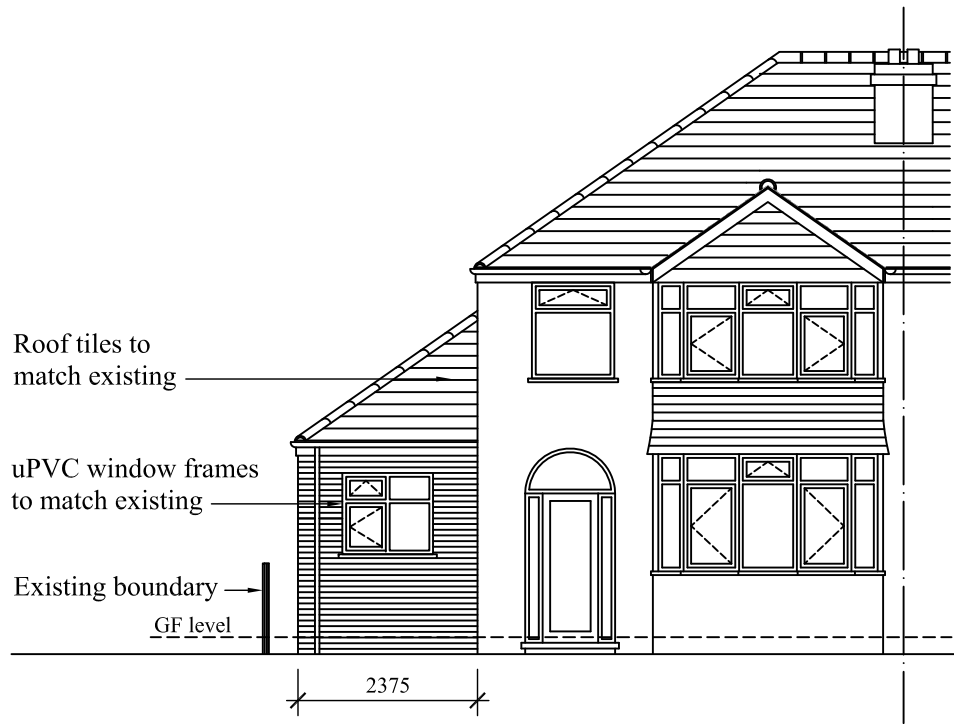 Roof tiles to
match existing
uPVC window frames
to match existing
Existing boundary
GF level
2375